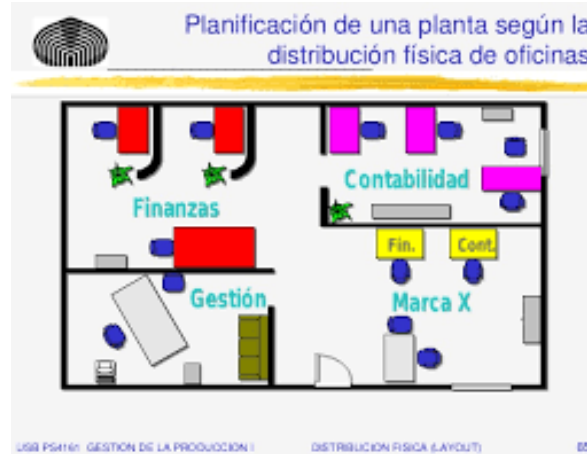 Planificación de una planta según la
distribución física de oficinas
Contabilidad
Finanzas
Fin.
Cont.
Gestión
Marca X
USB PS4161 GESTION DE LA PRODUCCION I
DISTRIBUCION FISICA (LAYOUT)